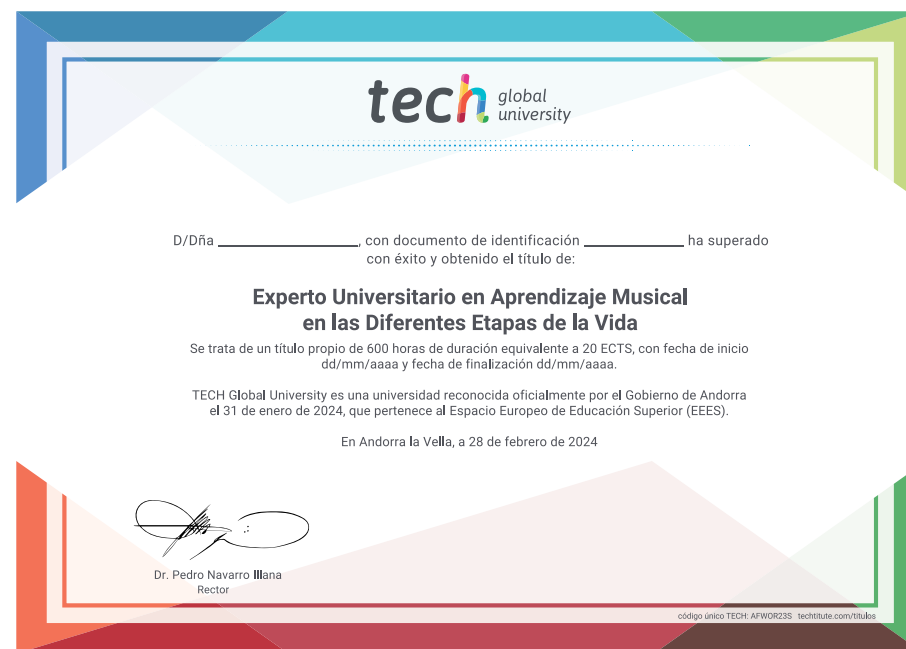 tech global university
D/Dña ____________________, con documento de identificación ______________ ha superado
con éxito y obtenido el título de:
Experto Universitario en Aprendizaje Musical
en las Diferentes Etapas de la Vida
Se trata de un título propio de 600 horas de duración equivalente a 20 ECTS, con fecha de inicio
dd/mm/aaaa y fecha de finalización dd/mm/aaaa.
TECH Global University es una universidad reconocida oficialmente por el Gobierno de Andorra
el 31 de enero de 2024, que pertenece al Espacio Europeo de Educación Superior (EEES).
En Andorra la Vella, a 28 de febrero de 2024
Dr. Pedro Navarro Illana
Rector
código único TECH: AFWOR23S techtitute.com/titulos